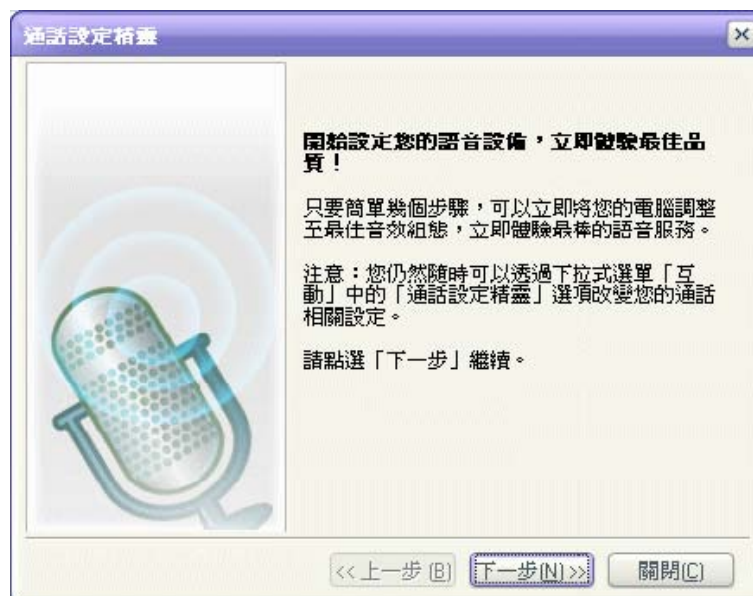 通話設定精靈
開始設定您的語音設備，立即體驗最佳品
質！
只要簡單幾個步驟，可以立即將您的電腦調整
至最佳音效組態，立即體驗最棒的語音服務。
注意：您仍然隨時可以透過下拉式選單「互
動」中的「通話設定精靈」選項改變您的通話
相關設定。
請點選「下一步」繼續。
<< 上一步 (B)
下一步(N) >>
關閉(C)